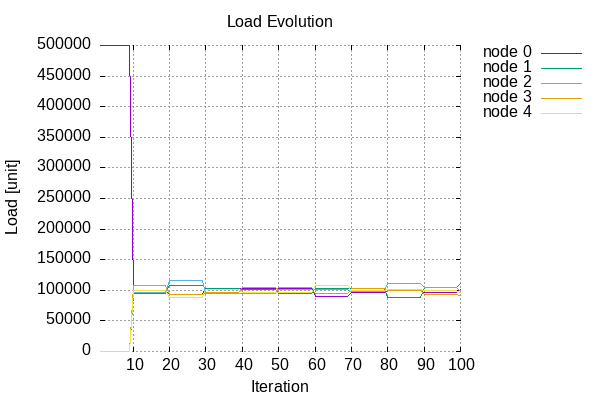 Load Evolution
500000
450000
400000
350000
300000
250000
200000
150000
100000
50000
0
Load [unit]
10 20 30 40 50 60 70 80 90 100
Iteration
node 0
node 1
node 2
node 3
node 4